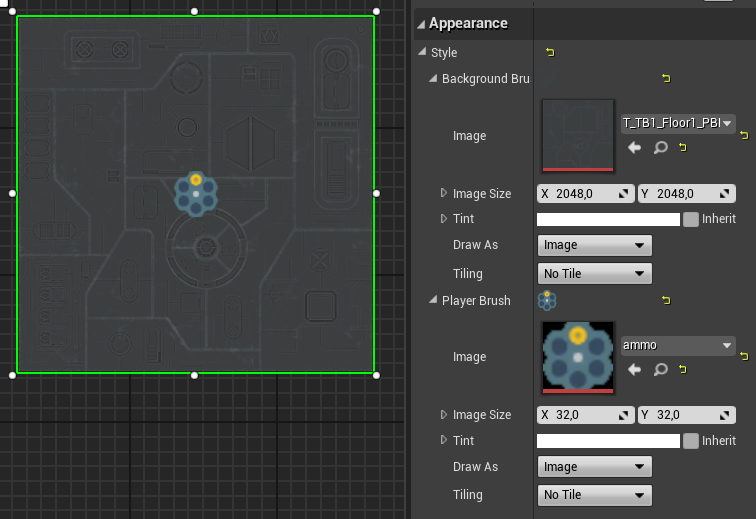 Appearance
Style
Background Bru
Image
T_TB1_Floor1_PBI
Image Size X 2048,0 Y 2048,0
Tint Inherit
Draw As Image
Tiling No Tile
Player Brush
Image ammo
Image Size X 32,0 Y 32,0
Tint Inherit
Draw As Image
Tiling No Tile